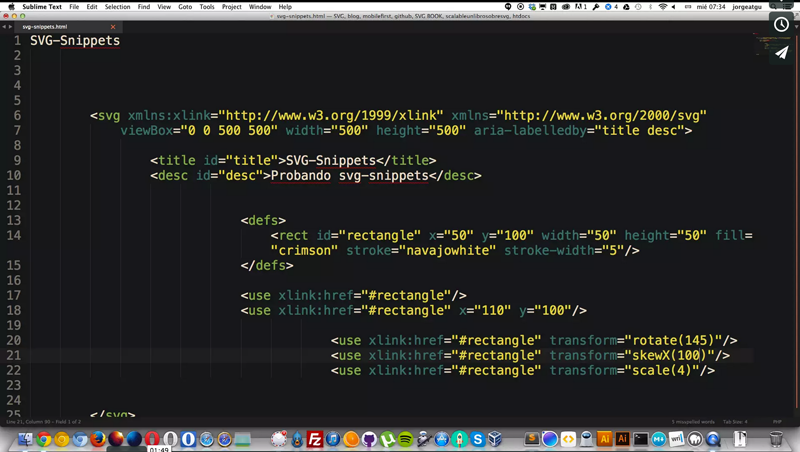 Sublime Text File Edit Selection Find View Goto Tools Project Window Help mié 07:34 jorgeatgu
svg-snippets.html — SVG, blog, mobilefirst, github, SVG BOOK, scalableunlibrosobresvg, htdocs
svg-snippets.html
1 SVG-Snippets
2
3
4
5
6 <svg xmlns:xlink="http://www.w3.org/1999/xlink" xmlns="http://www.w3.org/2000/svg"
7 viewBox="0 0 500 500" width="500" height="500" aria-labelledby="title desc">
8
9 <title id="title">SVG-Snippets</title>
10 <desc id="desc">Probando svg-snippets</desc>
11
12
13 <defs>
14 <rect id="rectangle" x="50" y="100" width="50" height="50" fill=
"crimson" stroke="navajowhite" stroke-width="5"/>
15 </defs>
16
17 <use xlink:href="#rectangle"/>
18 <use xlink:href="#rectangle" x="110" y="100"/>
19
20 <use xlink:href="#rectangle" transform="rotate(145)"/>
21 <use xlink:href="#rectangle" transform="skewX(100)"/>
22 <use xlink:href="#rectangle" transform="scale(4)"/>
25 </svg>
Line 21, Column 90 - Field 1 of 2 5 misspelled words Tab Size: 4 PHP
01:49